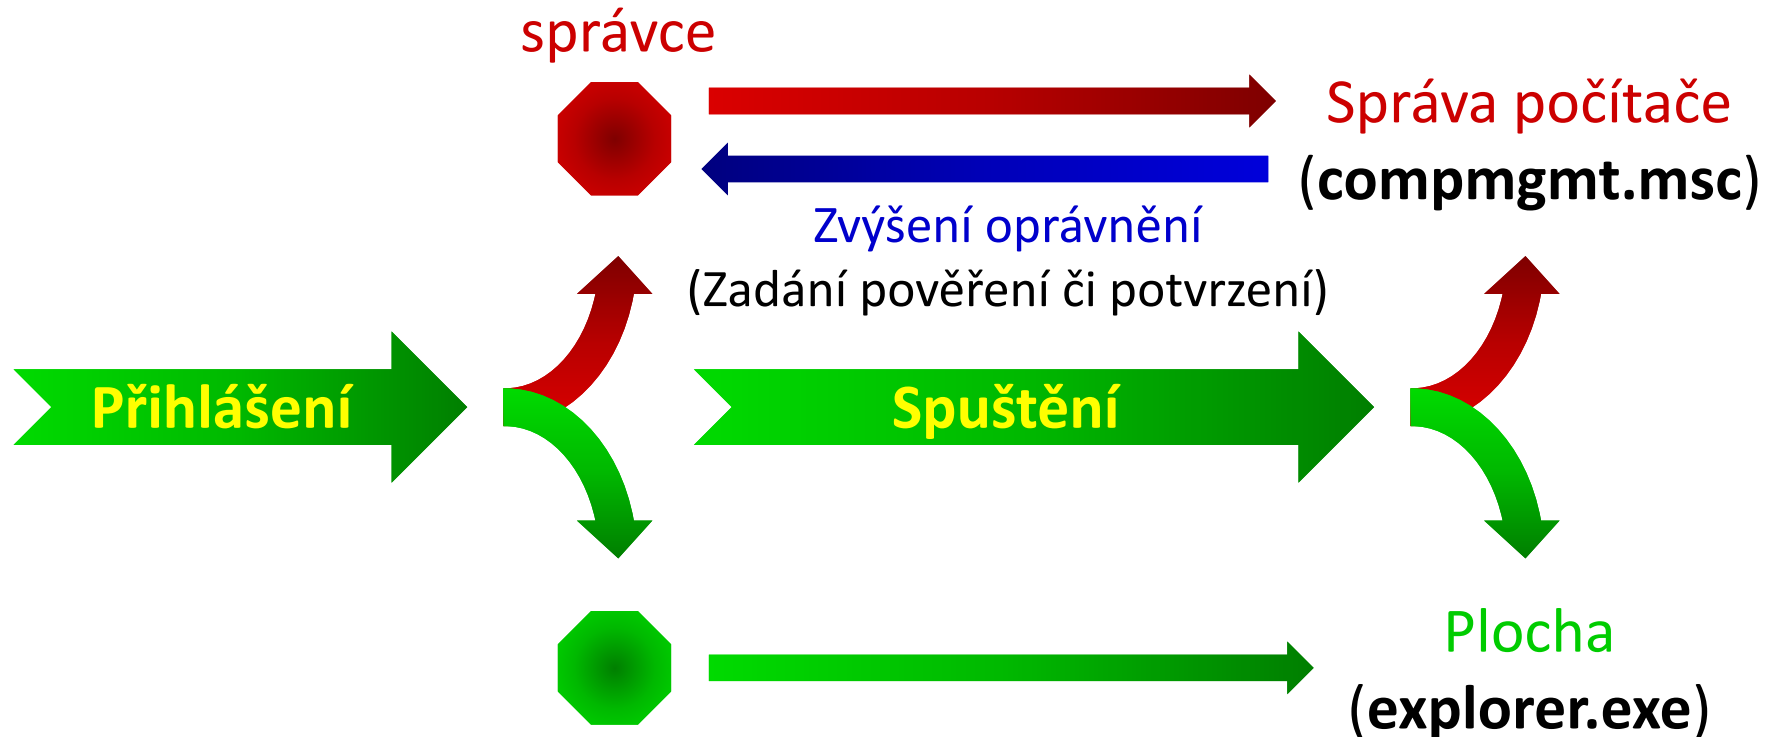 správce
Správa počítače
(compmgmt.msc)
Zvýšení oprávnění
(Zadání pověření či potvrzení)
Přihlášení
Spuštění
Plocha
(explorer.exe)